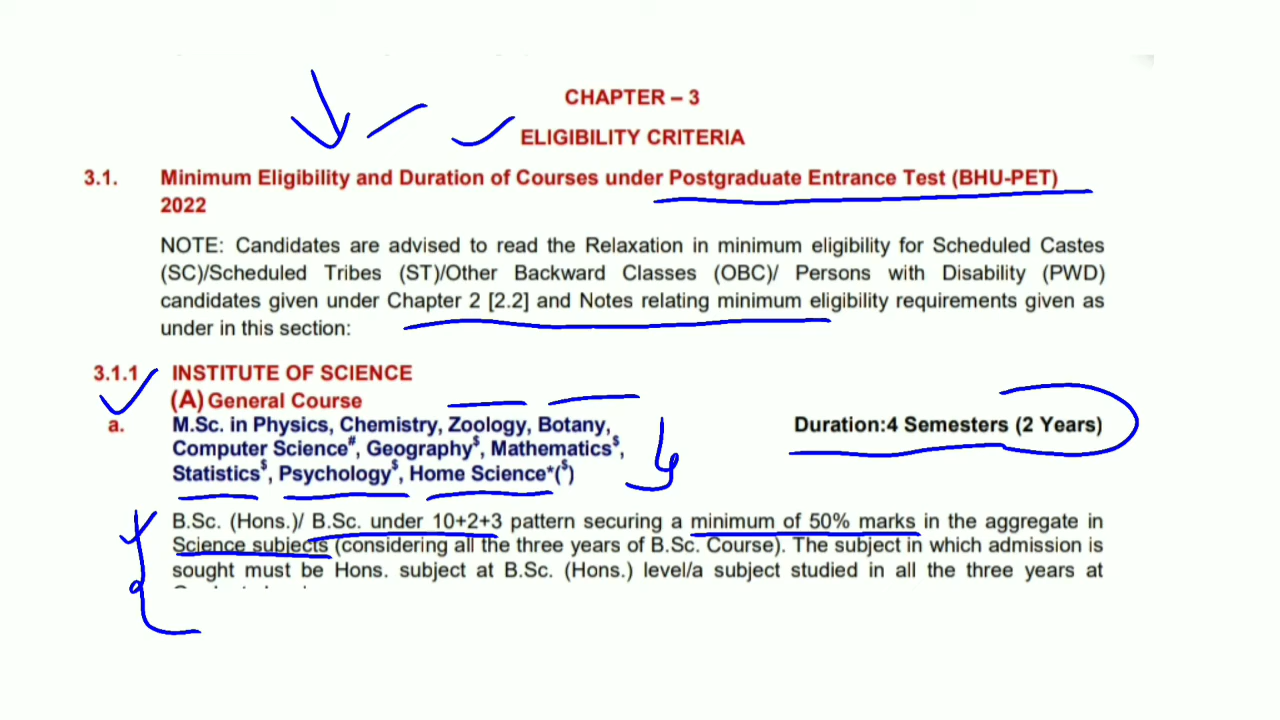 CHAPTER – 3
ELIGIBILITY CRITERIA
3.1. Minimum Eligibility and Duration of Courses under Postgraduate Entrance Test (BHU-PET)
2022
NOTE: Candidates are advised to read the Relaxation in minimum eligibility for Scheduled Castes
(SC)/Scheduled Tribes (ST)/Other Backward Classes (OBC)/ Persons with Disability (PWD)
candidates given under Chapter 2 [2.2] and Notes relating minimum eligibility requirements given as
under in this section:
3.1.1 INSTITUTE OF SCIENCE
(A) General Course
a. M.Sc. in Physics, Chemistry, Zoology, Botany, Duration:4 Semesters (2 Years)
Computer Science#, Geography$, Mathematics$,
Statistics$, Psychology$, Home Science*($)
B.Sc. (Hons.)/ B.Sc. under 10+2+3 pattern securing a minimum of 50% marks in the aggregate in
Science subjects (considering all the three years of B.Sc. Course). The subject in which admission is
sought must be Hons. subject at B.Sc. (Hons.) level/a subject studied in all the three years at